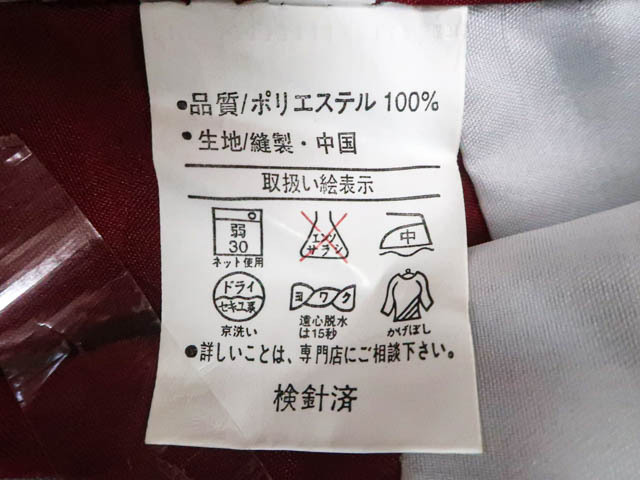 ●品質/ポリエステル 100%
●生地/縫製・中国
取扱い絵表示
弱 エンソ 中
30 サラシ
ネット使用
ドライ ヨワク
セキユ系
京洗い 遠心脱水 かげぼし
は15秒
●詳しいことは、専門店にご相談下さい。
検針済